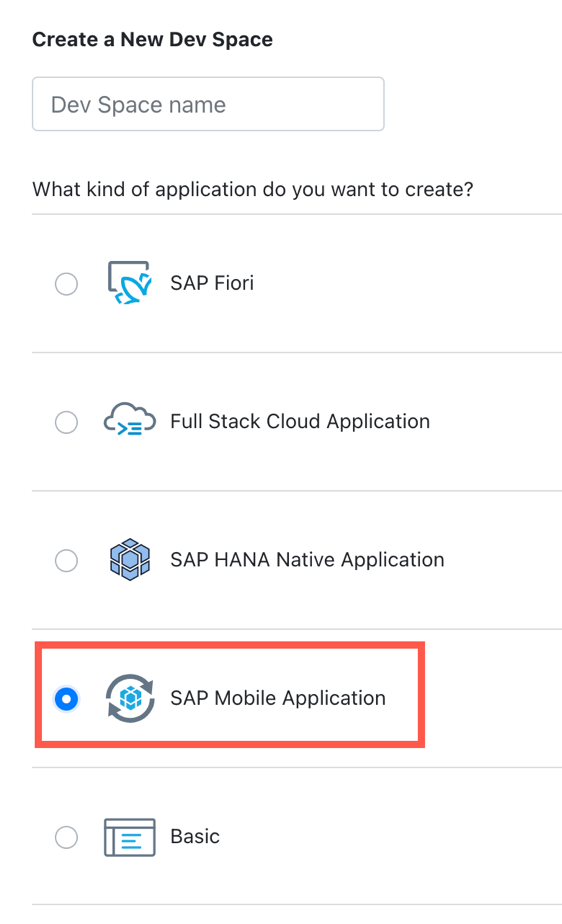 Create a New Dev Space
Dev Space name
What kind of application do you want to create?
SAP Fiori
Full Stack Cloud Application
SAP HANA Native Application
SAP Mobile Application
Basic